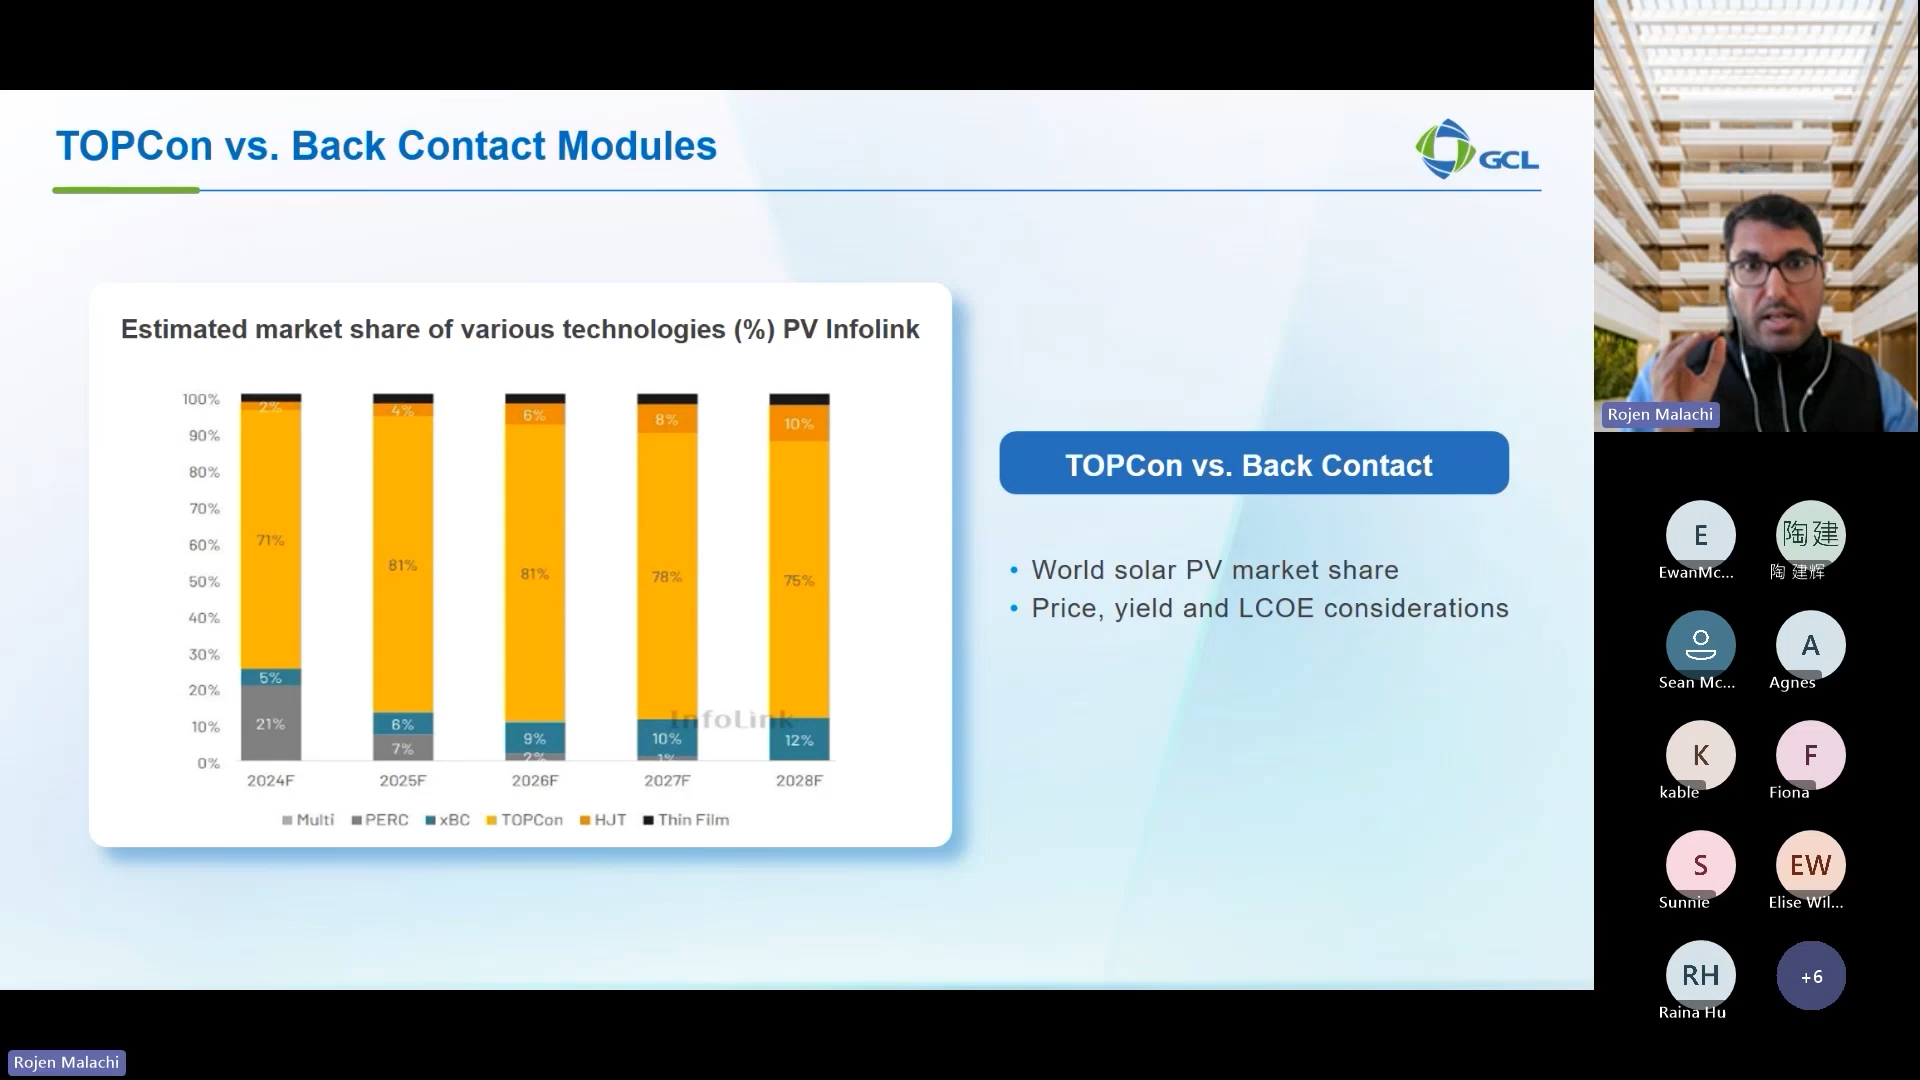 TOPCon vs. Back Contact Modules
GCL
Estimated market share of various technologies (%) PV Infolink
100%
90%
80%
70%
60%
50%
40%
30%
20%
10%
0%
2%
71%
5%
21%
4%
81%
6%
7%
6%
81%
9%
2%
8%
78%
10%
1%
10%
75%
12%
InfoLink
2024F 2025F 2026F 2027F 2028F
Multi PERC xBC TOPCon HJT Thin Film
TOPCon vs. Back Contact
• World solar PV market share
• Price, yield and LCOE considerations
Rojen Malachi
E
EwanMc...
陶建
陶 建辉
Sean Mc...
A
Agnes
K
kable
F
Fiona
S
Sunnie
EW
Elise Wil...
RH
Raina Hu
+6
Rojen Malachi